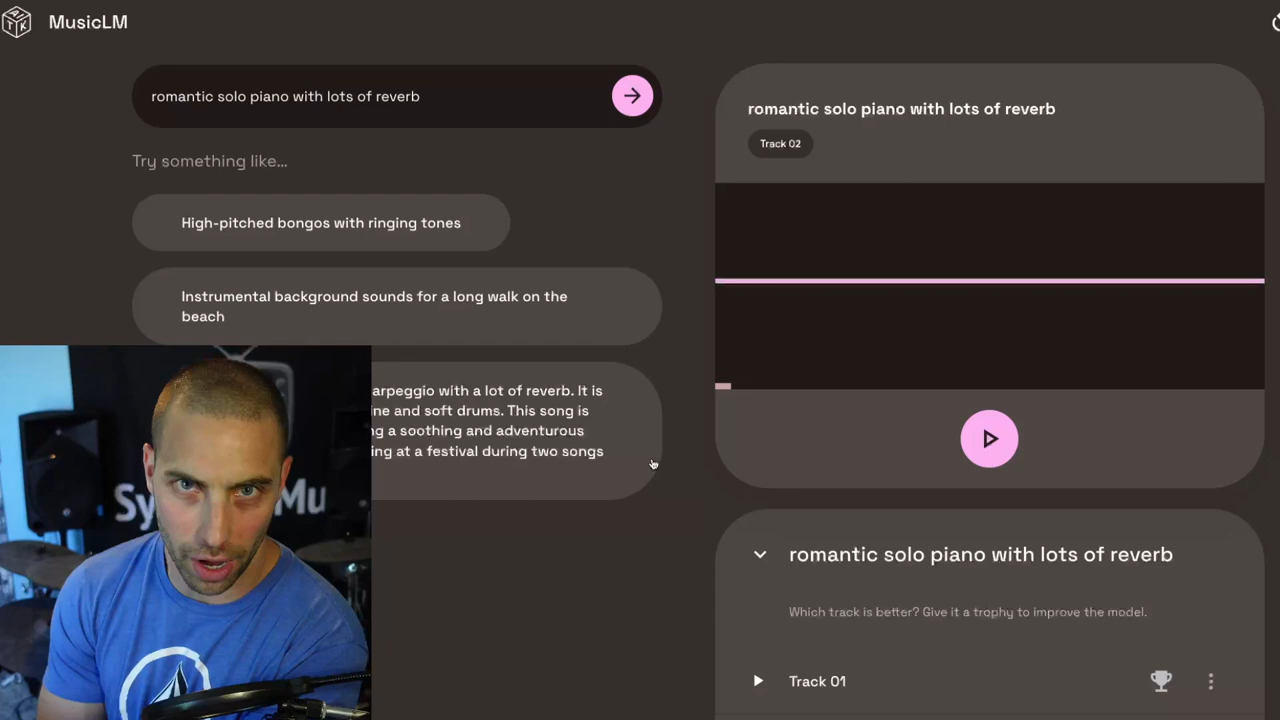 MusicLM
romantic solo piano with lots of reverb
Try something like...
High-pitched bongos with ringing tones
Instrumental background sounds for a long walk on the
beach
arpeggio with a lot of reverb. It is
and soft drums. This song is
a soothing and adventurous
at a festival during two songs
romantic solo piano with lots of reverb
Track 02
romantic solo piano with lots of reverb
Which track is better? Give it a trophy to improve the model.
Track 01